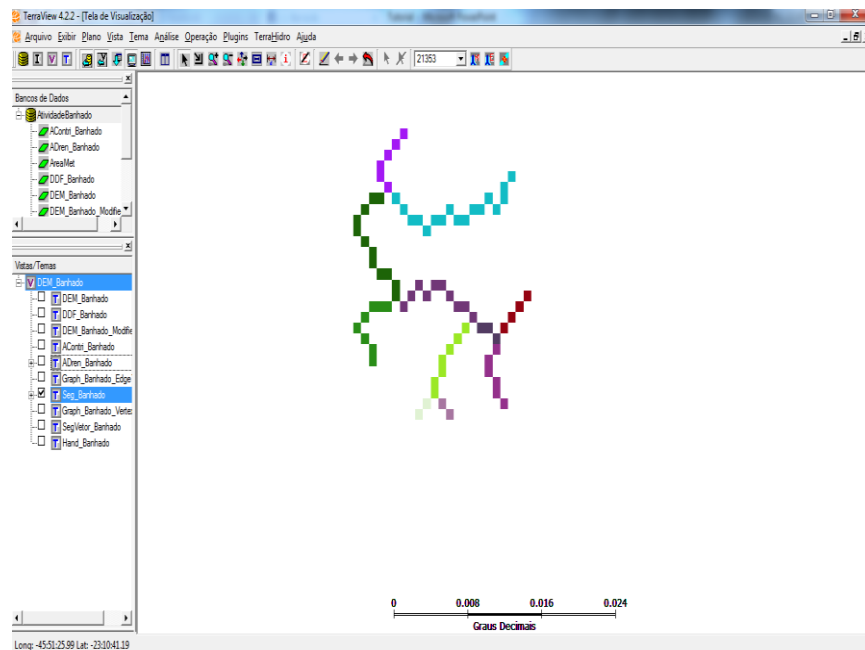 TerraView 4.2.2 - [Tela de Visualização]
Tutorial - Microsoft PowerPoint
Arquivo Exibir Plano Vista Tema Análise Operação Plugins TerraHidro Ajuda
21353
Bancos de Dados
AtividadeBanhado
AContri_Banhado
ADren_Banhado
AreaMet
DDF_Banhado
DEM_Banhado
DEM_Banhado_Modifie
Vistas/Temas
DEM_Banhado
DEM_Banhado
DDF_Banhado
DEM_Banhado_Modifie
AContri_Banhado
ADren_Banhado
Graph_Banhado_Edge
Seg_Banhado
Graph_Banhado_Verte
SegVetor_Banhado
Hand_Banhado
0 0.008 0.016 0.024
Graus Decimais
Long: -45:51:25.99 Lat: -23:10:41.19